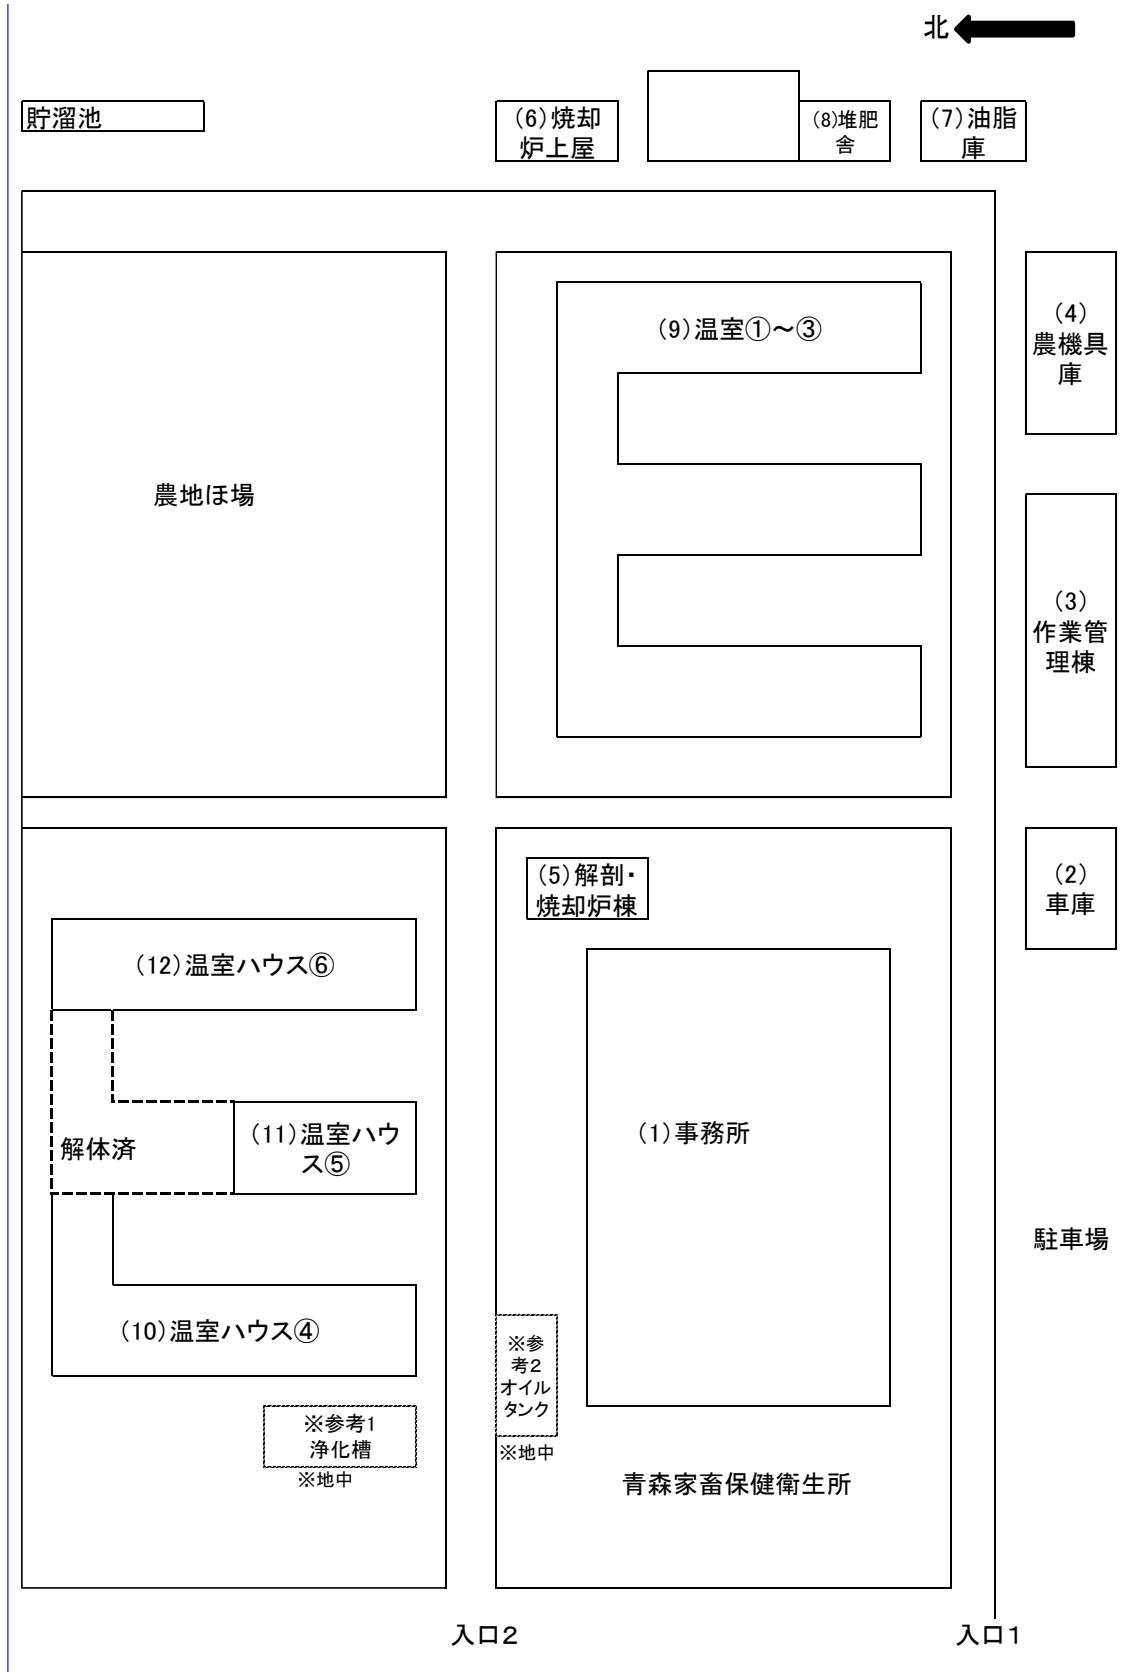 北
貯溜池
(6)焼却
炉上屋
(8)堆肥
舎
(7)油脂
庫
(9)温室①～③
(4)
農機具
庫
農地ほ場
(3)
作業管
理棟
(5)解剖・
焼却炉棟
(2)
車庫
(12)温室ハウス⑥
解体済
(11)温室ハウ
ス⑤
(1)事務所
駐車場
(10)温室ハウス④
※参
考2
オイル
タンク
※地中
※参考1
浄化槽
※地中
青森家畜保健衛生所
入口２
入口１